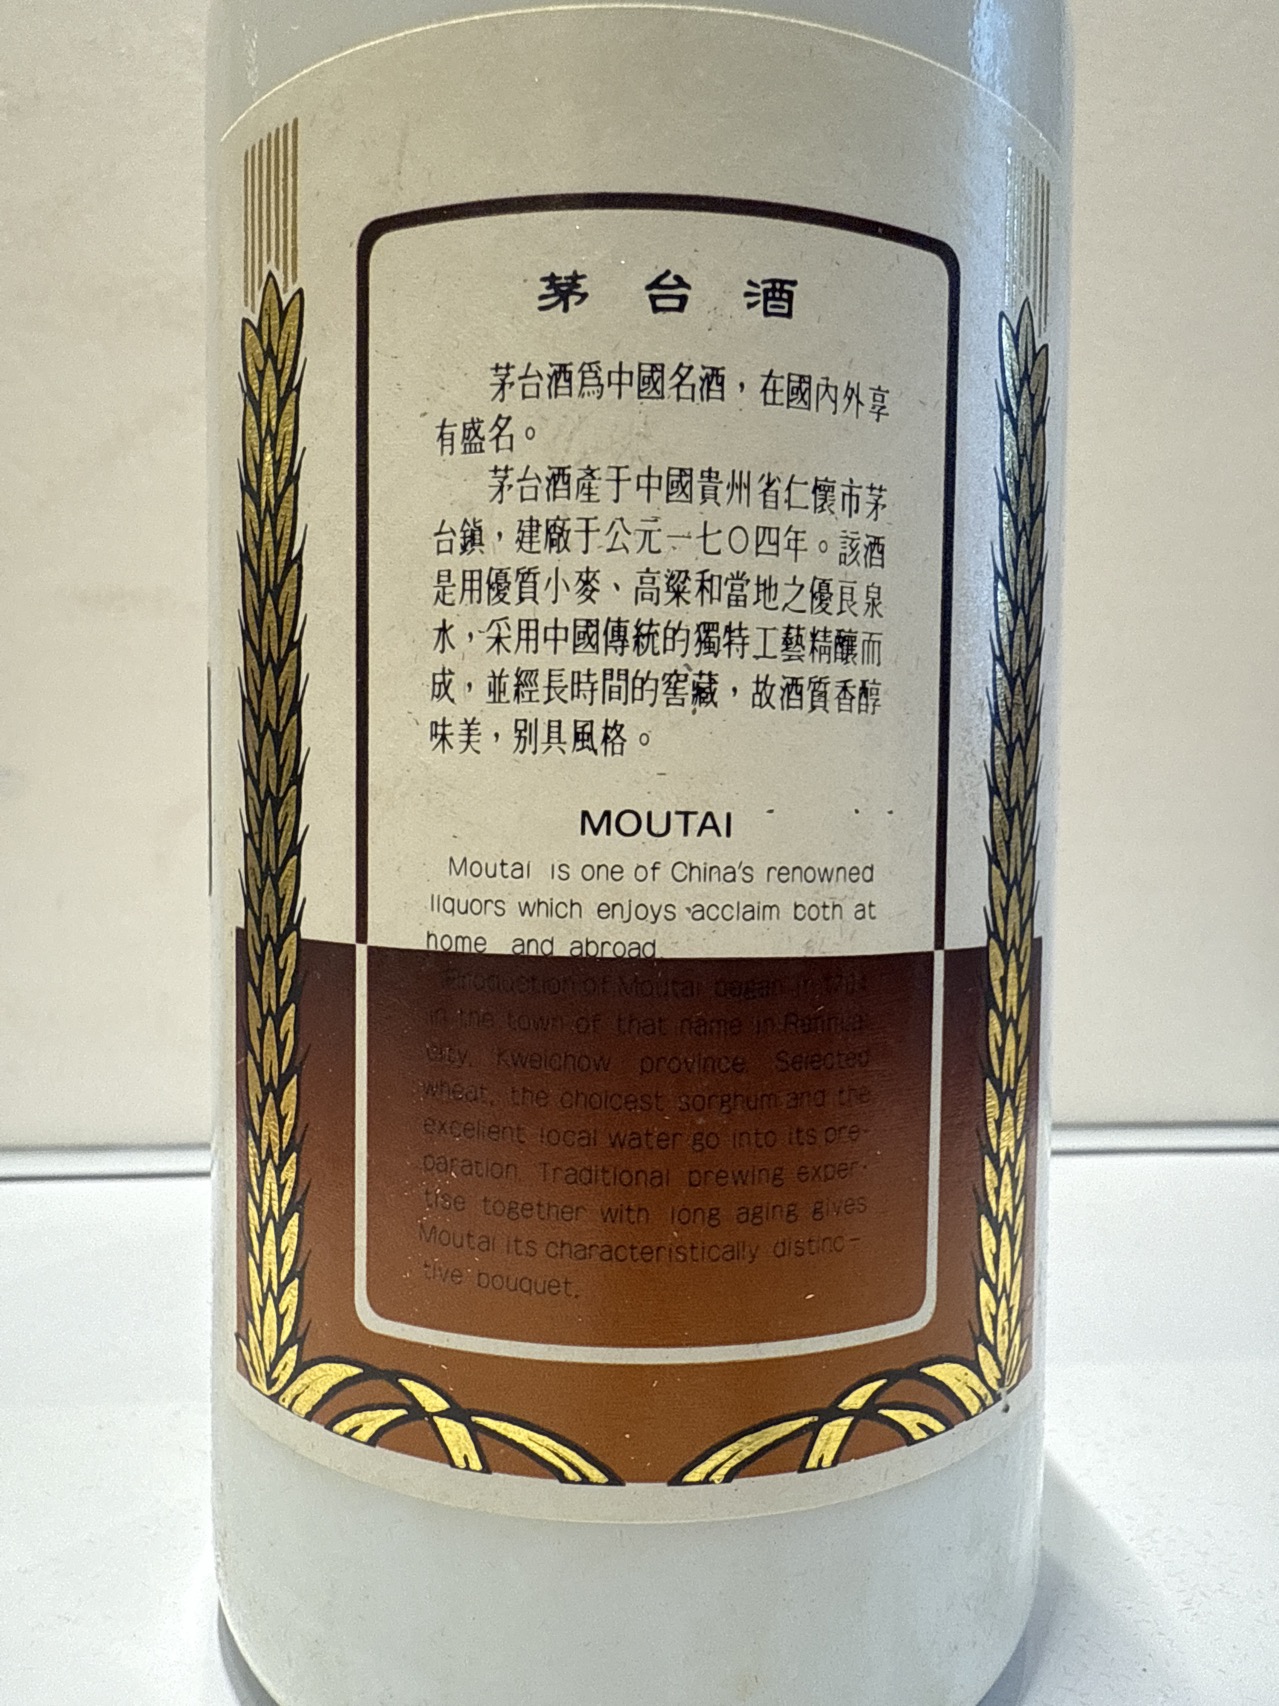 茅台酒
茅台酒爲中國名酒，在國內外享
有盛名。
茅台酒產于中國貴州省仁懷市茅
台鎮，建廠于公元一七〇四年。該酒
是用優質小麥、高粱和當地之優良泉
水，采用中國傳統的獨特工藝精釀而
成，並經長時間的窖藏，故酒質香醇
味美，别具風格。
MOUTAI
Moutai is one of China's renowned
liquors which enjoys acclaim both at
home and abroad.
Production of Moutai began in 1704
in the town of that name in
City, Kweichow province. Selected
wheat, the choicest sorghum and the
excellent local water go into its pre-
paration. Traditional brewing exper-
tise together with long aging gives
Moutai its characteristically distinc-
tive bouquet.